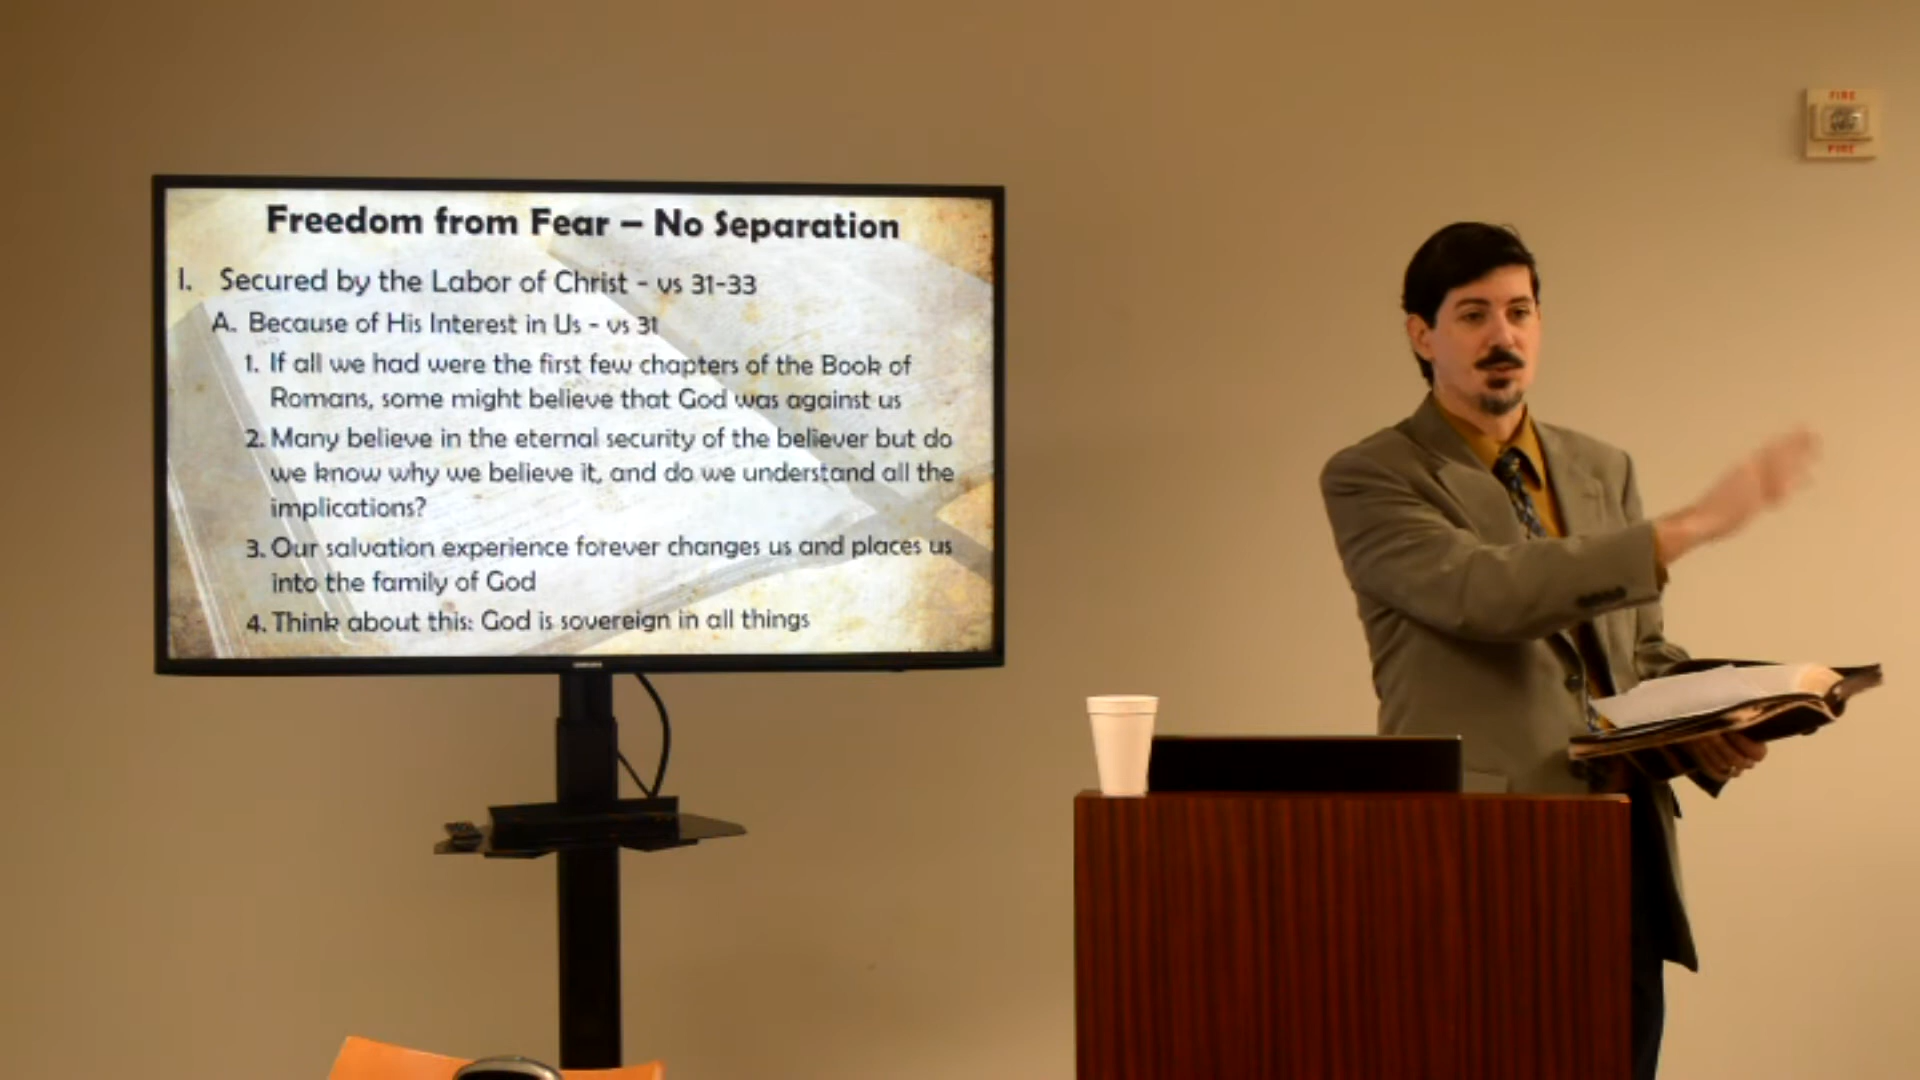 Freedom from Fear – No Separation
I. Secured by the Labor of Christ - vs 31-33
A. Because of His Interest in Us - vs 31
1. If all we had were the first few chapters of the Book of
Romans, some might believe that God was against us
2. Many believe in the eternal security of the believer but do
we know why we believe it, and do we understand all the
implications?
3. Our salvation experience forever changes us and places us
into the family of God
4. Think about this: God is sovereign in all things
FIRE
FIRE